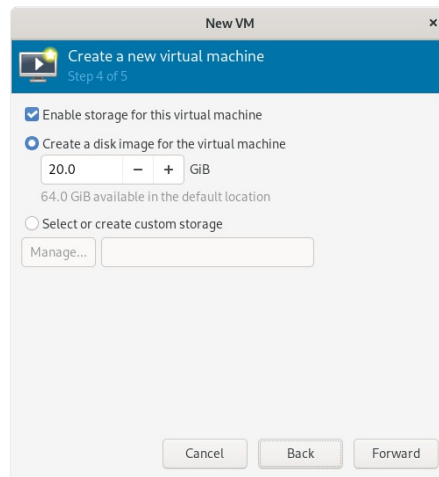 New VM ×
Create a new virtual machine
Step 4 of 5
Enable storage for this virtual machine
Create a disk image for the virtual machine
20.0 − + GiB
64.0 GiB available in the default location
Select or create custom storage
Manage...
Cancel Back Forward